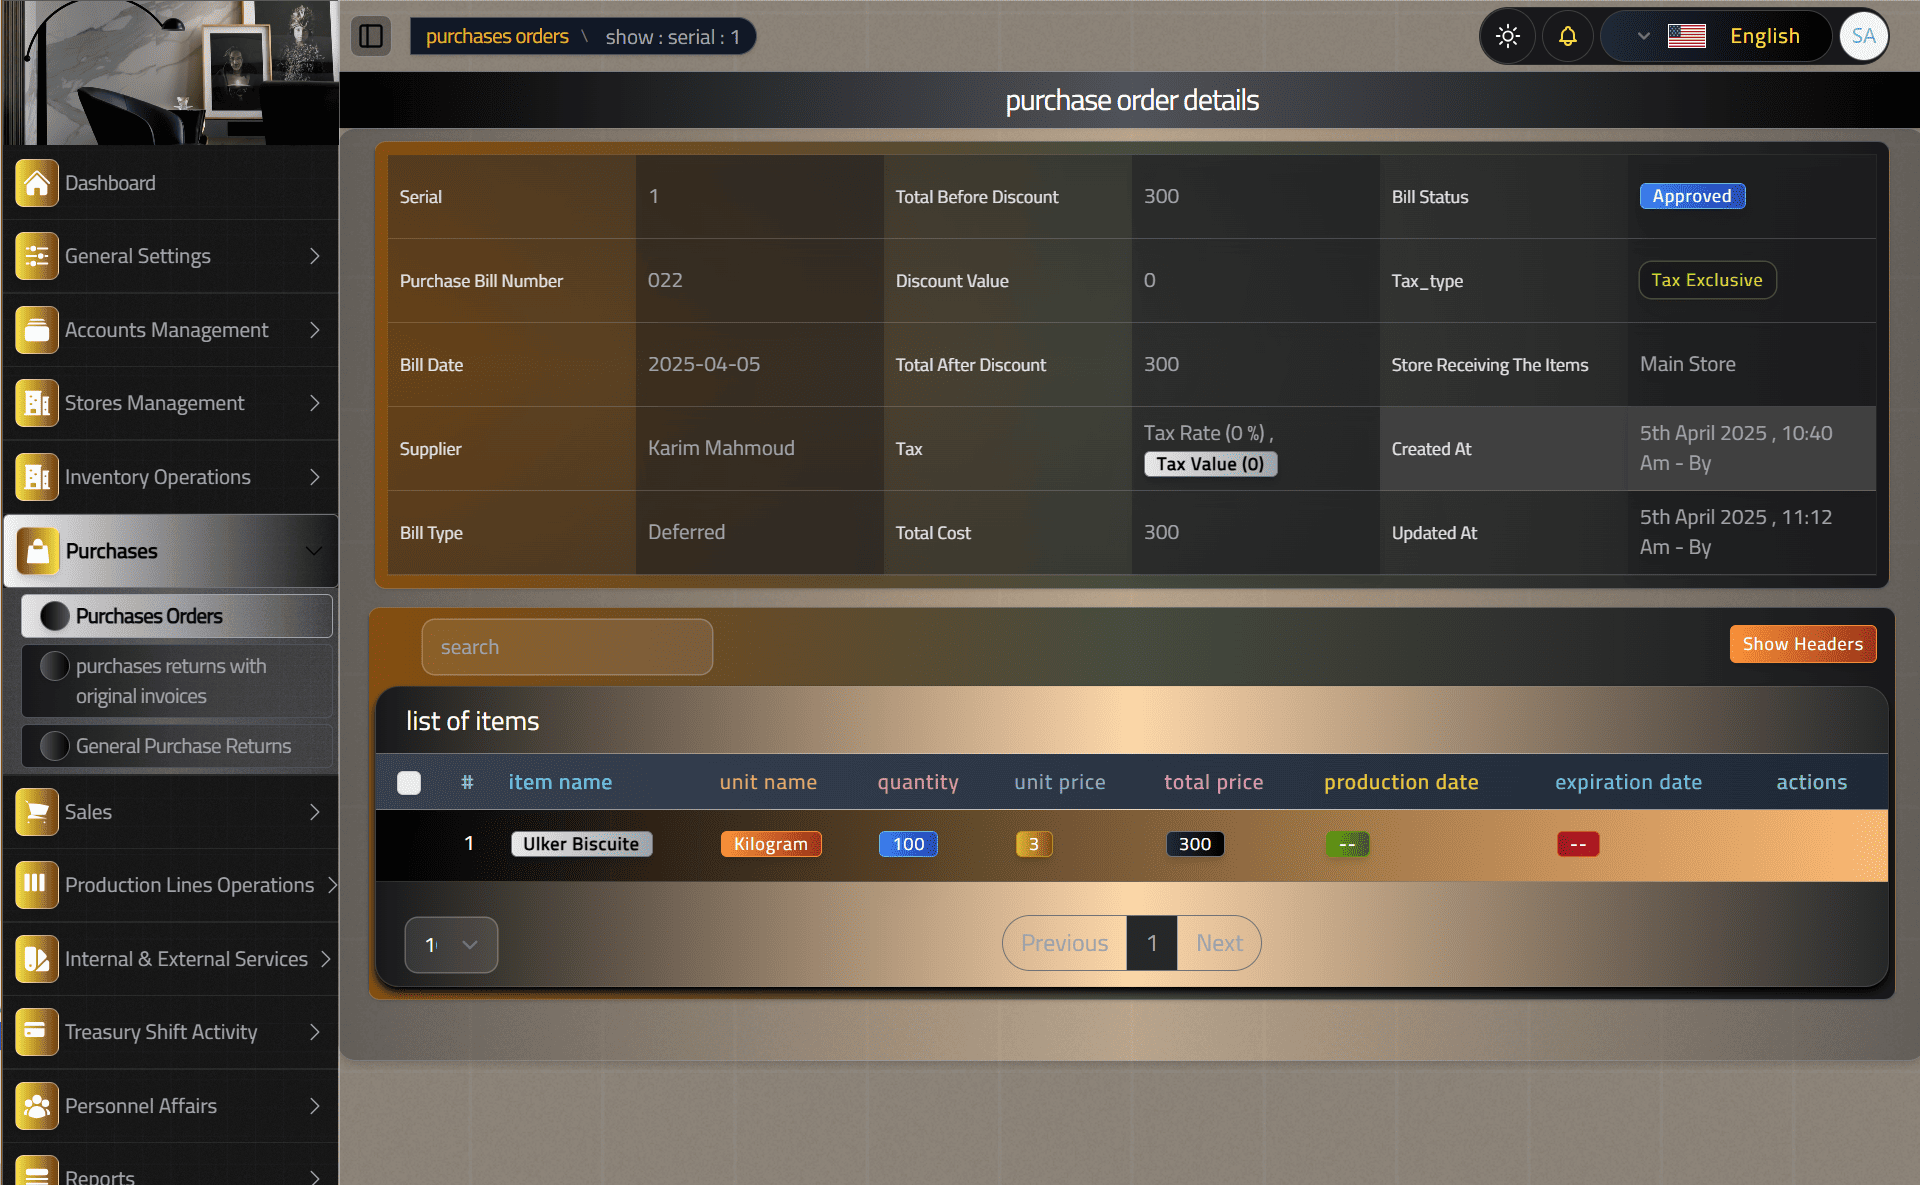 purchases orders \ show : serial : 1
English
SA
purchase order details
Dashboard
General Settings
Accounts Management
Stores Management
Inventory Operations
Purchases
Purchases Orders
purchases returns with
original invoices
General Purchase Returns
Sales
Production Lines Operations
Internal & External Services
Treasury Shift Activity
Personnel Affairs
Reports
Serial 1 Total Before Discount 300 Bill Status Approved
Purchase Bill Number 022 Discount Value 0 Tax_type Tax Exclusive
Bill Date 2025-04-05 Total After Discount 300 Store Receiving The Items Main Store
Supplier Karim Mahmoud Tax Tax Rate (0 %) , Tax Value (0) Created At 5th April 2025 , 10:40
Am - By
Bill Type Deferred Total Cost 300 Updated At 5th April 2025 , 11:12
Am - By
search
Show Headers
list of items
# item name unit name quantity unit price total price production date expiration date actions
1 Ulker Biscuite Kilogram 100 3 300 -- --
Previous 1 Next